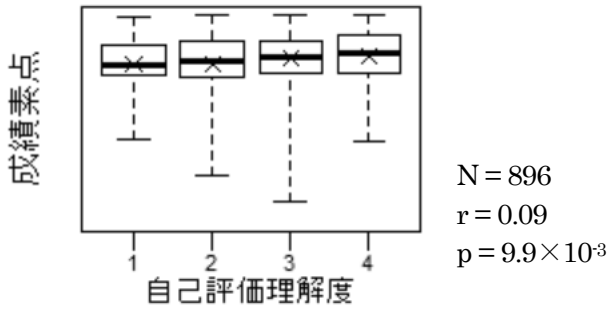 成績素点
1 2 3 4
自己評価理解度
N = 896
r = 0.09
p = 9.9×10⁻³